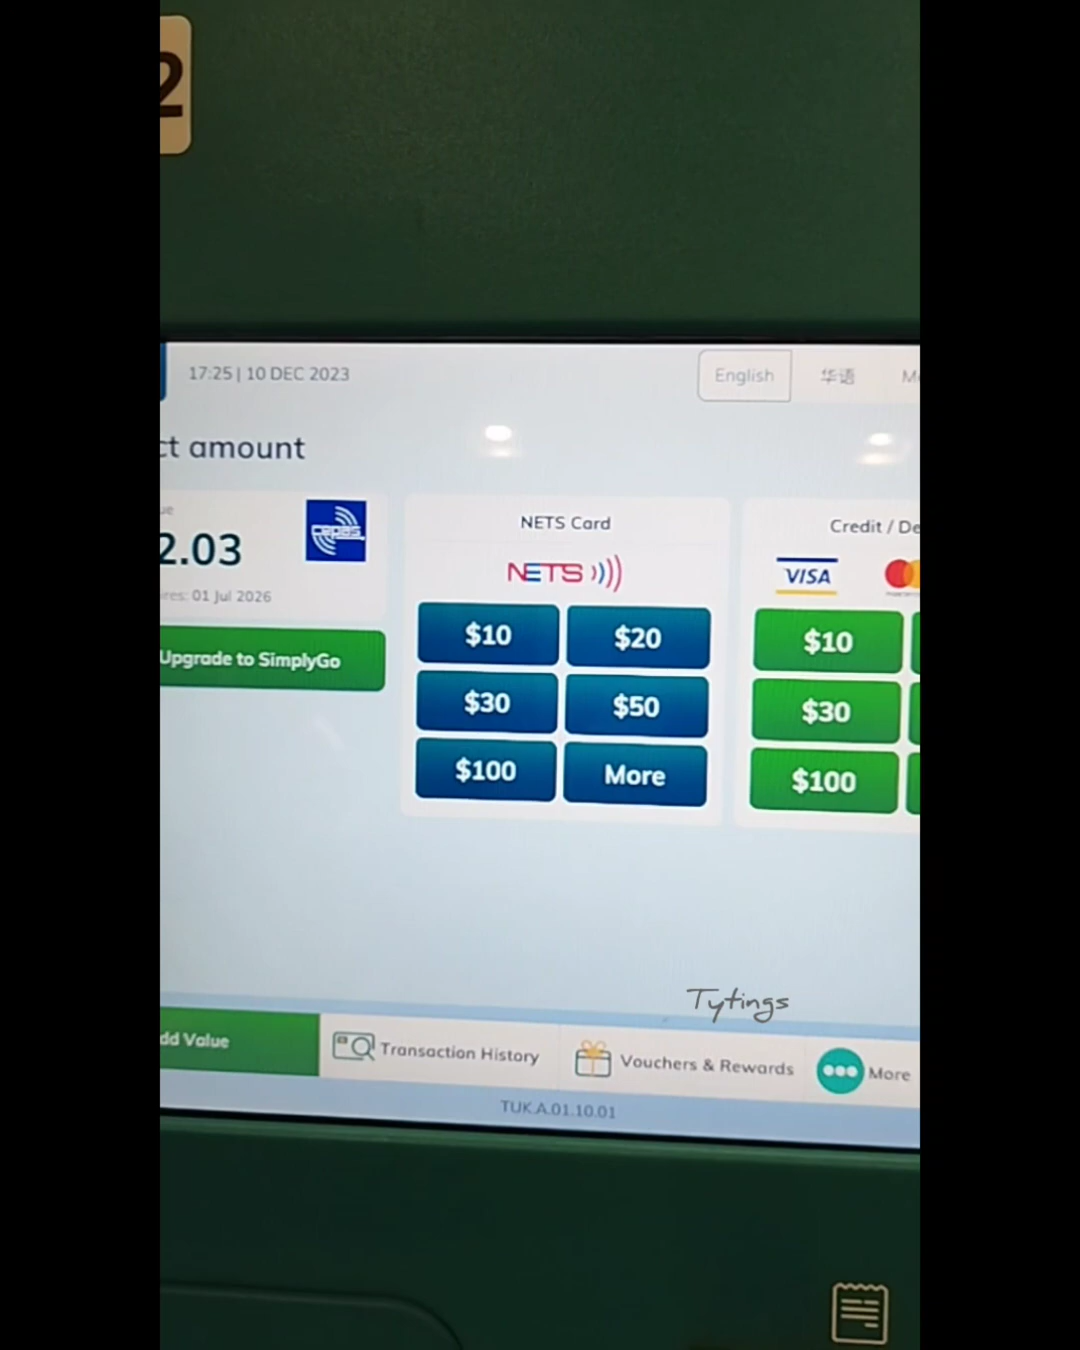 2
17:25 | 10 DEC 2023
English
华语
ct amount
2.03
CEPAS
01 Jul 2026
Upgrade to SimplyGo
NETS Card
NETS
$10
$20
$30
$50
$100
More
Credit / De
VISA
$10
$30
$100
Tytings
dd Value
Transaction History
Vouchers & Rewards
More
TUK.A.01.10.01